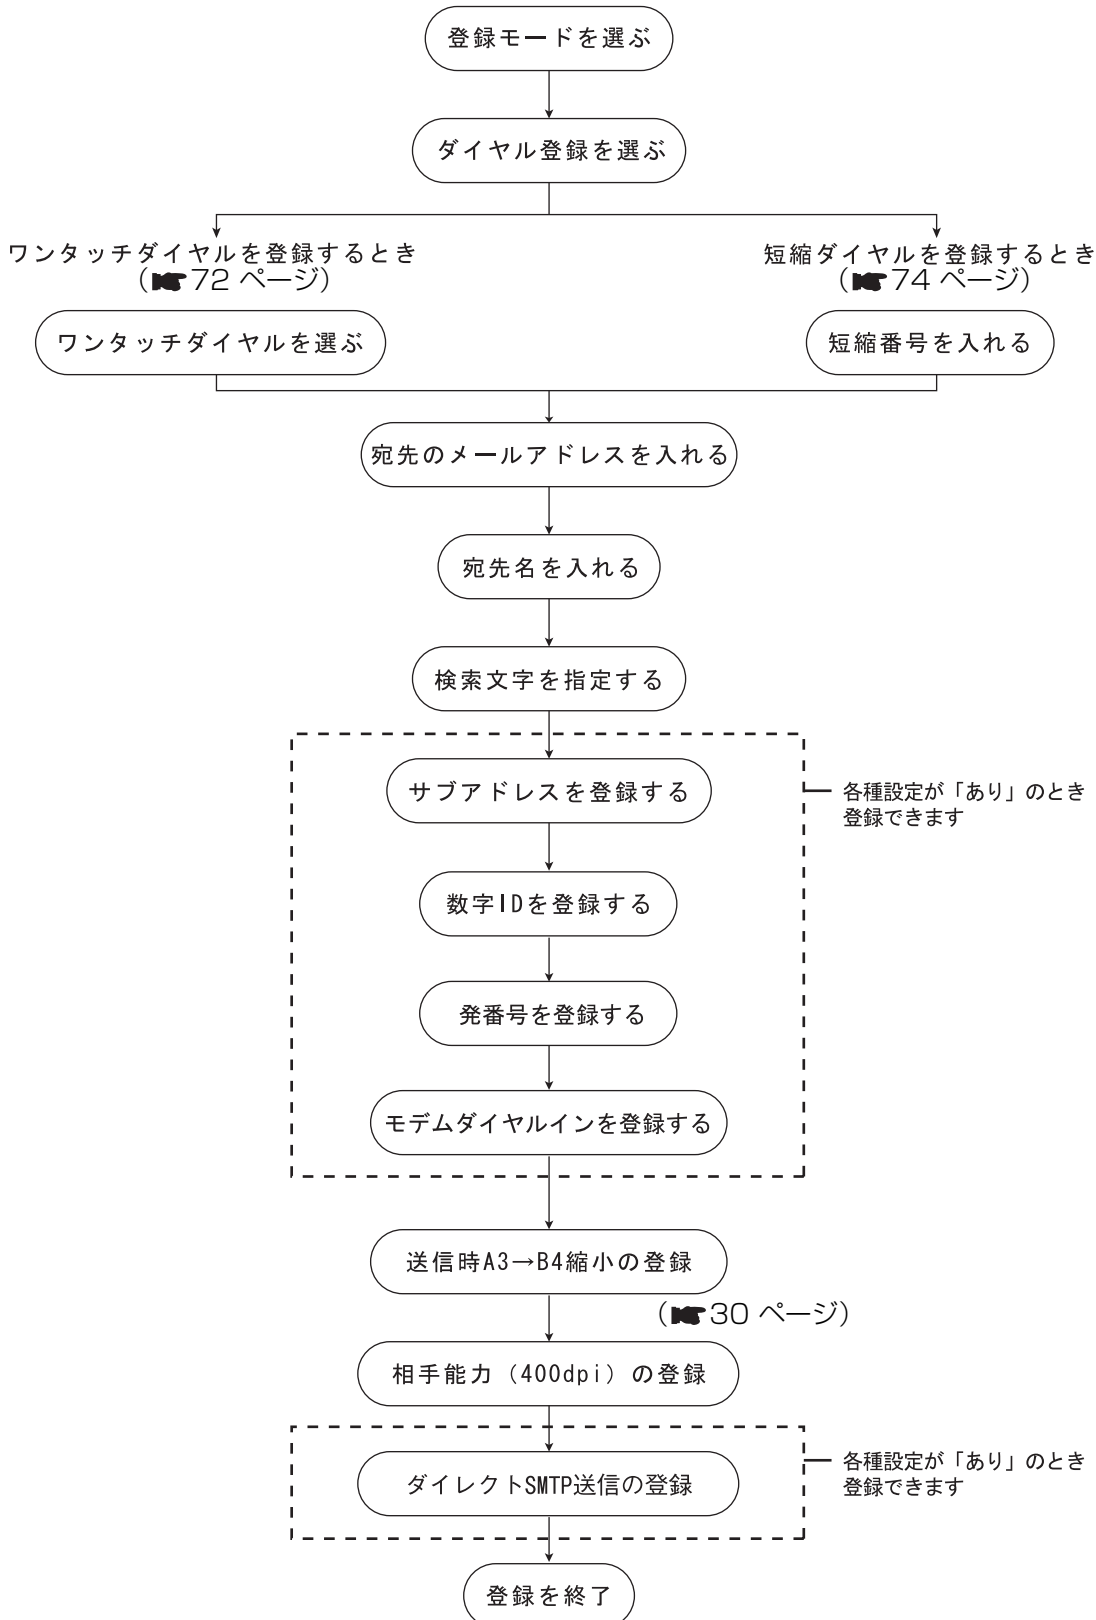 登録モードを選ぶ
ダイヤル登録を選ぶ
ワンタッチダイヤルを登録するとき
(☛72 ページ)
ワンタッチダイヤルを選ぶ
短縮ダイヤルを登録するとき
(☛74 ページ)
短縮番号を入れる
宛先のメールアドレスを入れる
宛先名を入れる
検索文字を指定する
サブアドレスを登録する
各種設定が「あり」のとき
登録できます
数字IDを登録する
発番号を登録する
モデムダイヤルインを登録する
送信時A3→B4縮小の登録
(☛30 ページ)
相手能力（400dpi）の登録
ダイレクトSMTP送信の登録
各種設定が「あり」のとき
登録できます
登録を終了